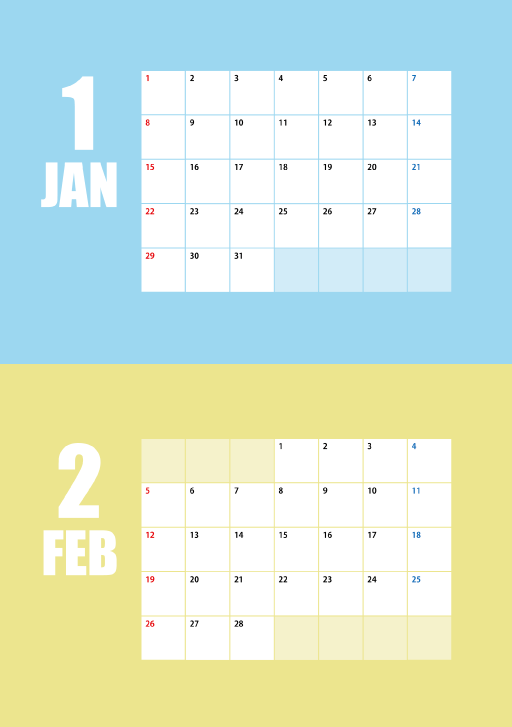 1
JAN
1 2 3 4 5 6 7
8 9 10 11 12 13 14
15 16 17 18 19 20 21
22 23 24 25 26 27 28
29 30 31
2
FEB
1 2 3 4
5 6 7 8 9 10 11
12 13 14 15 16 17 18
19 20 21 22 23 24 25
26 27 28